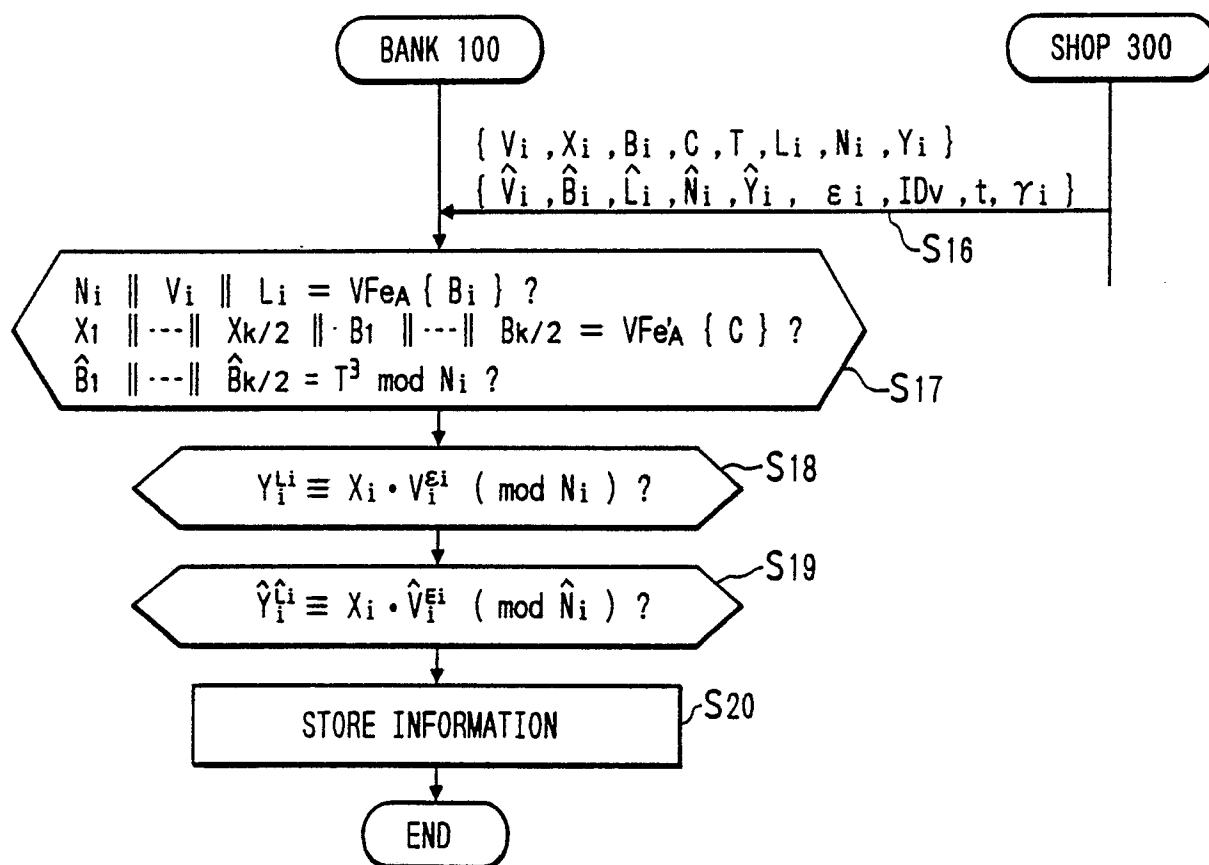 BANK 100
SHOP 300
{ Vi , Xi , Bi , C , T , Li , Ni , Yi }
{ V̂i , B̂i , L̂i , N̂i , Ŷi , εi , IDv , t, γi }
S16
Ni ‖ Vi ‖ Li = VFeA { Bi } ?
X1 ‖ --- ‖ Xk/2 ‖ · B1 ‖ --- ‖ Bk/2 = VFe'A { C } ?
B̂1 ‖ --- ‖ B̂k/2 = T³ mod Ni ?
S17
Yi^Li ≡ Xi · Vi^εi ( mod Ni ) ?
S18
Ŷi^L̂i ≡ Xi · V̂i^Ei ( mod N̂i ) ?
S19
STORE INFORMATION
S20
END